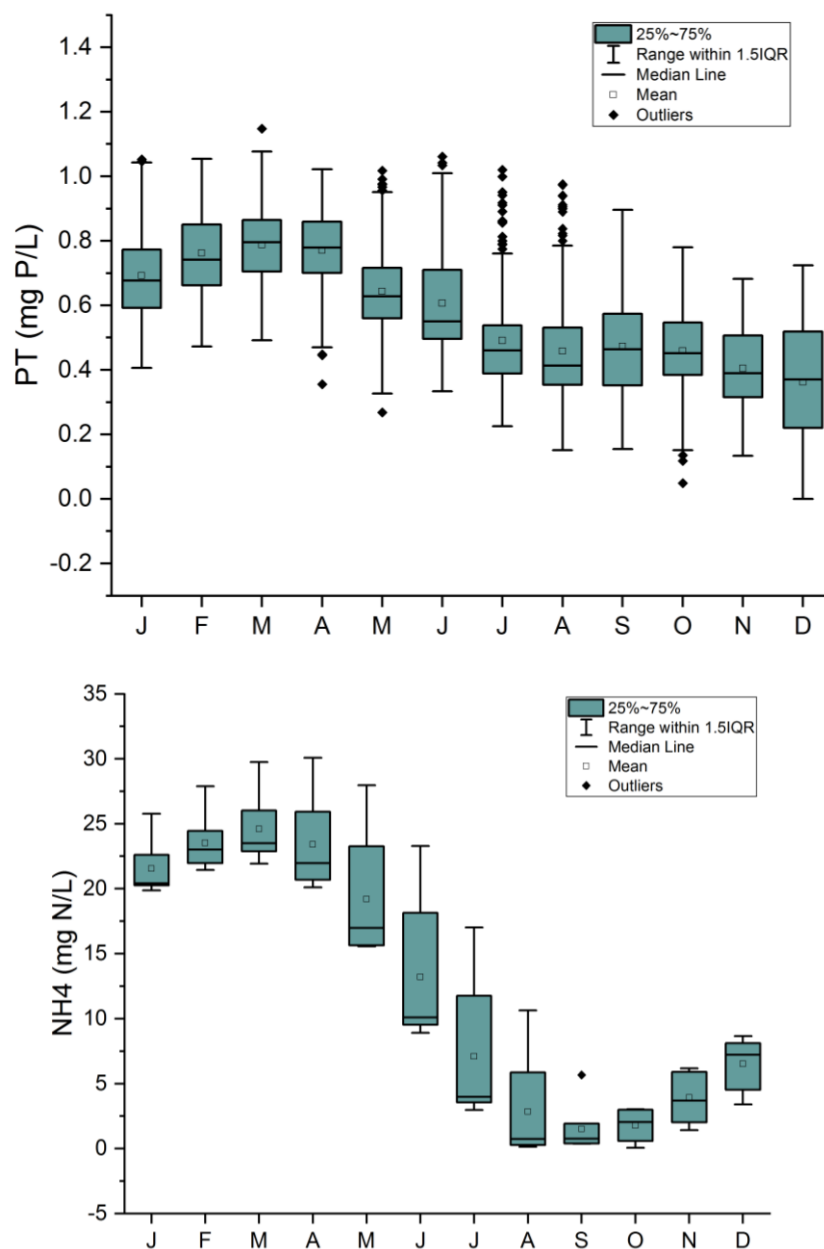 25%~75%
Range within 1.5IQR
Median Line
Mean
Outliers
1.4
1.2
1.0
0.8
0.6
0.4
0.2
0.0
-0.2
PT (mg P/L)
J F M A M J J A S O N D
25%~75%
Range within 1.5IQR
Median Line
Mean
Outliers
35
30
25
20
15
10
5
0
-5
NH4 (mg N/L)
J F M A M J J A S O N D